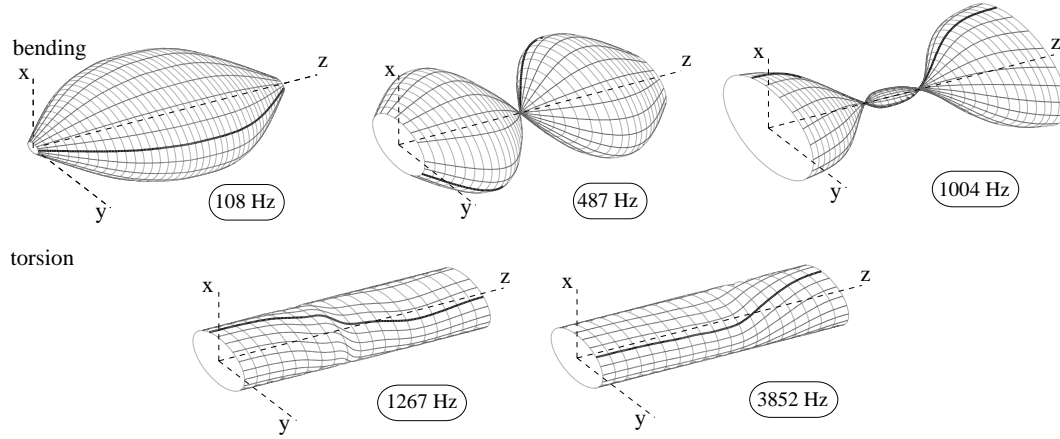 bending
x
z
y
108 Hz
x
z
y
487 Hz
x
z
y
1004 Hz
torsion
x
z
y
1267 Hz
x
z
y
3852 Hz